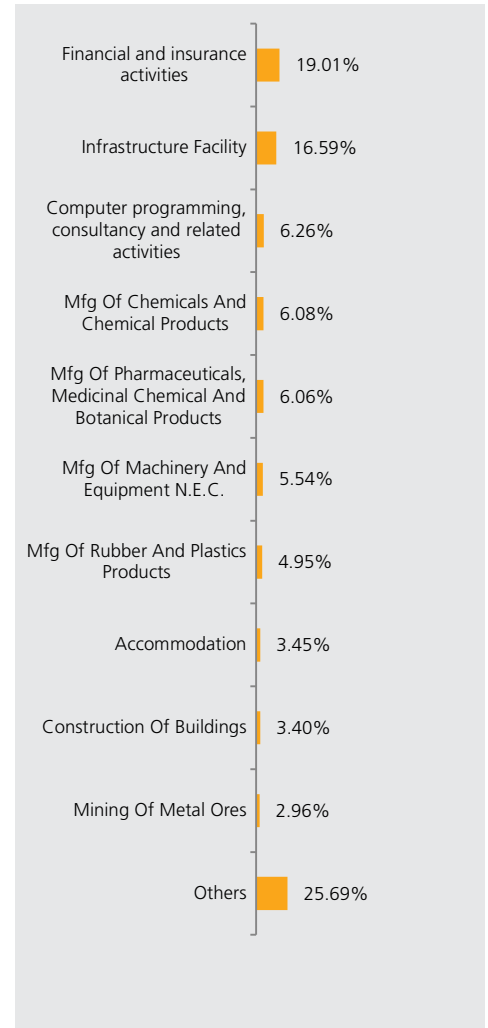 Financial and insurance
activities
19.01%
Infrastructure Facility
16.59%
Computer programming,
consultancy and related
activities
6.26%
Mfg Of Chemicals And
Chemical Products
6.08%
Mfg Of Pharmaceuticals,
Medicinal Chemical And
Botanical Products
6.06%
Mfg Of Machinery And
Equipment N.E.C.
5.54%
Mfg Of Rubber And Plastics
Products
4.95%
Accommodation
3.45%
Construction Of Buildings
3.40%
Mining Of Metal Ores
2.96%
Others
25.69%